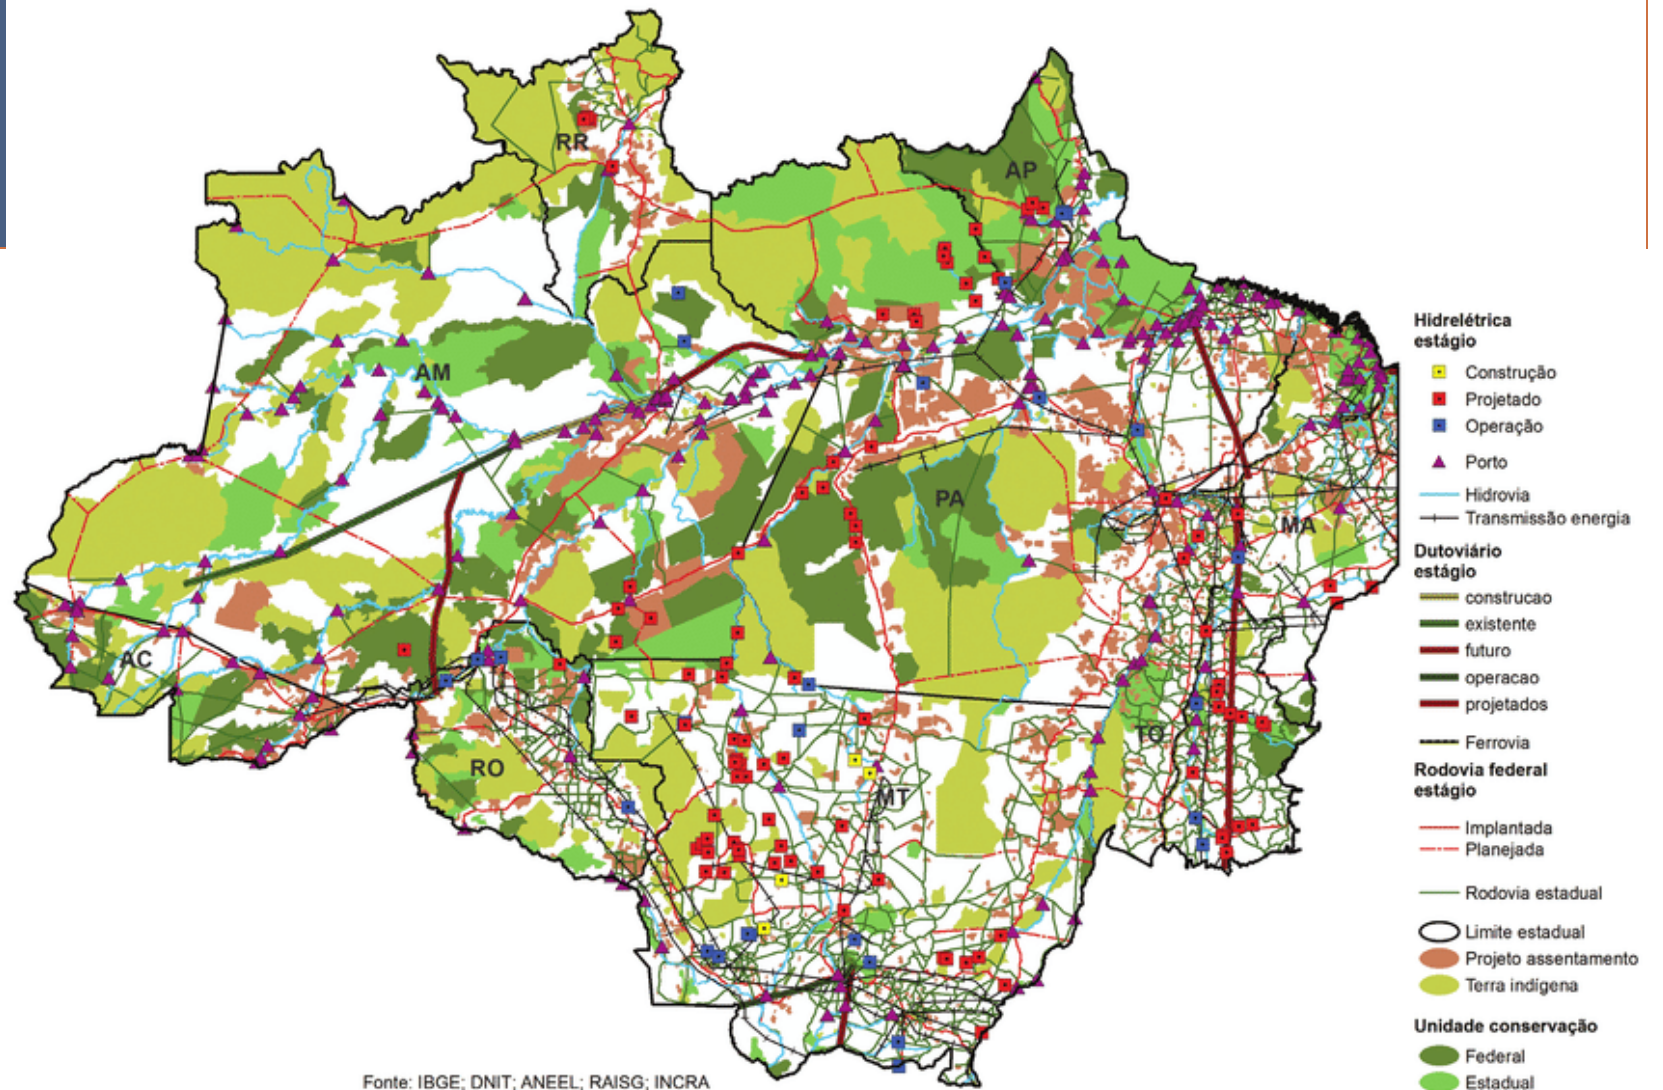 RR
AP
AM
PA
MA
AC
TO
RO
MT
Hidrelétrica
estágio
Construção
Projetado
Operação
Porto
Hidrovia
Transmissão energia
Dutoviário
estágio
construcao
existente
futuro
operacao
projetados
Ferrovia
Rodovia federal
estágio
Implantada
Planejada
Rodovia estadual
Limite estadual
Projeto assentamento
Terra indígena
Unidade conservação
Federal
Estadual
Fonte: IBGE; DNIT; ANEEL; RAISG; INCRA